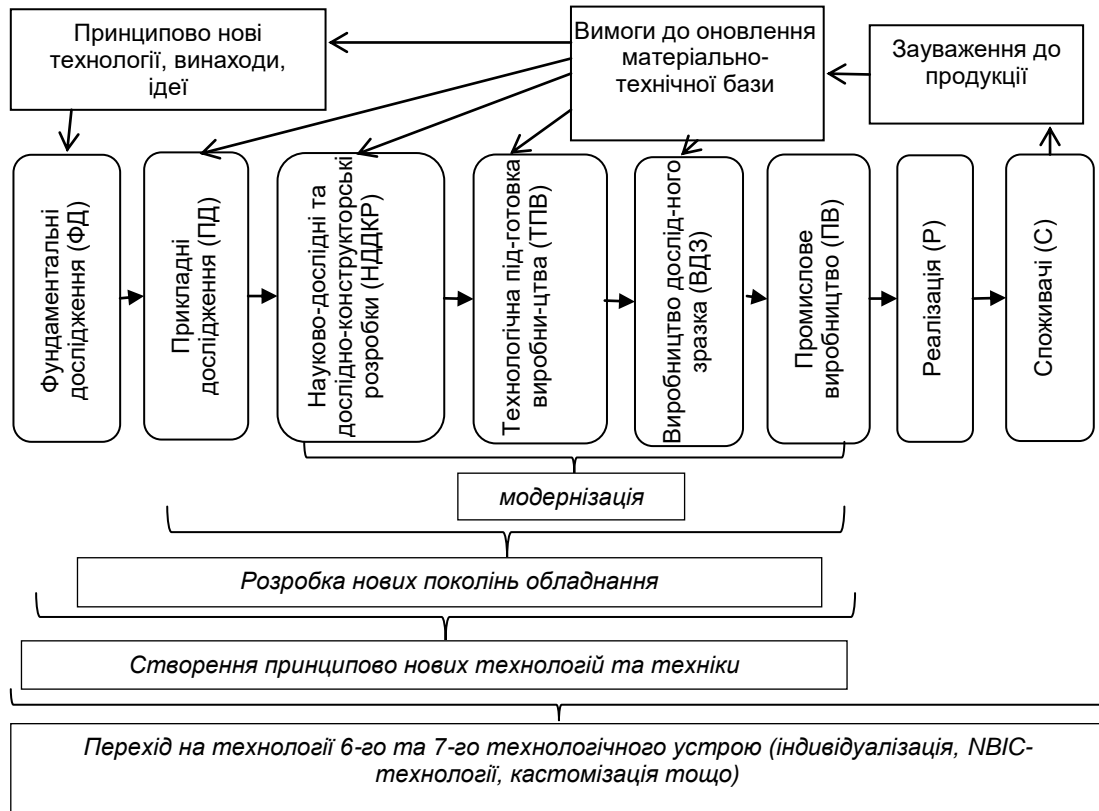 Принципово нові
технології, винаходи,
ідеї
Вимоги до оновлення
матеріально-
технічної бази
Зауваження до
продукції
Фундаментальні
дослідження (ФД)
Прикладні
дослідження (ПД)
Науково-дослідні та
дослідно-конструкторські
розробки (НДДКР)
Технологічна під-готовка
виробни-цтва (ТПВ)
Виробництво дослід-ного
зразка (ВДЗ)
Промислове
виробництво (ПВ)
Реалізація (Р)
Споживачі (С)
модернізація
Розробка нових поколінь обладнання
Створення принципово нових технологій та техніки
Перехід на технології 6-го та 7-го технологічного устрою (індивідуалізація, NBIC-
технології, кастомізація тощо)